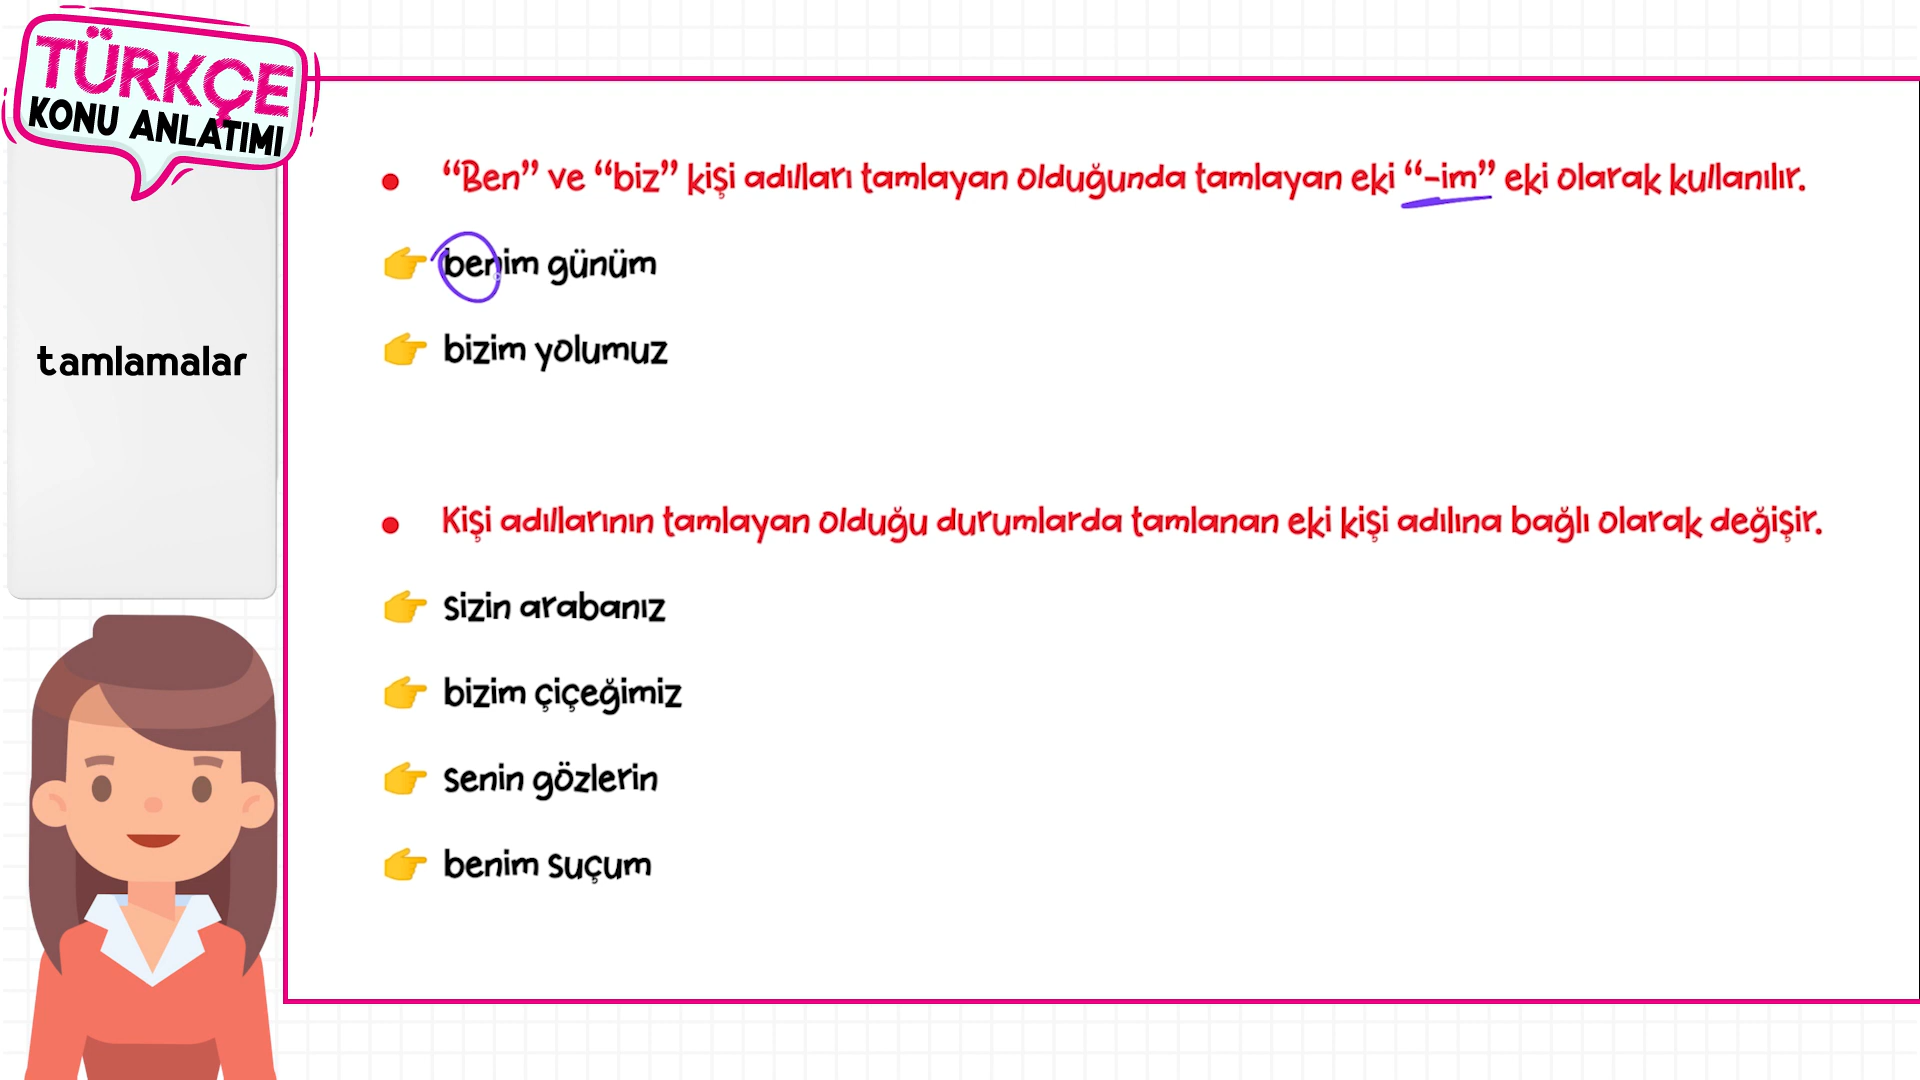 TÜRKÇE
KONU ANLATIMI
tamlamalar
• “Ben” ve “biz” kişi adılları tamlayan olduğunda tamlayan eki “-im” eki olarak kullanılır.
👉 benim günüm
👉 bizim yolumuz
• Kişi adıllarının tamlayan olduğu durumlarda tamlanan eki kişi adılına bağlı olarak değişir.
👉 sizin arabanız
👉 bizim çiçeğimiz
👉 senin gözlerin
👉 benim suçum